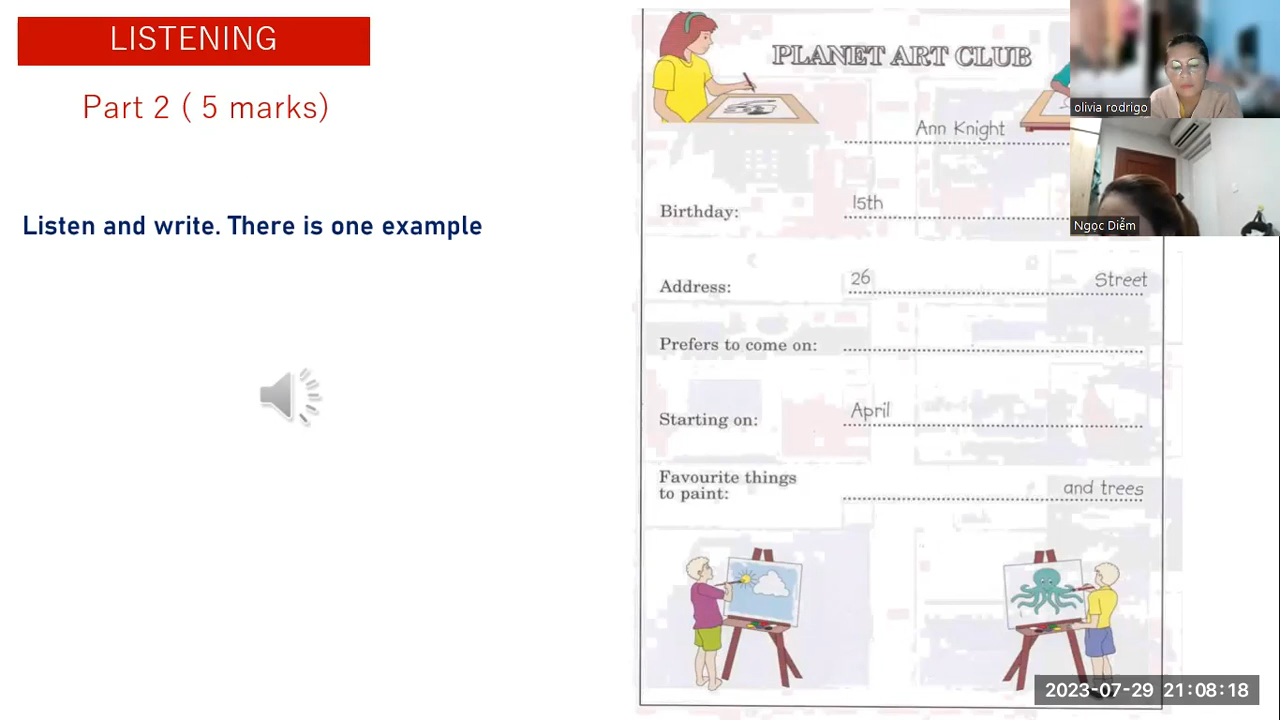 LISTENING
Part 2 ( 5 marks)
Listen and write. There is one example
PLANET ART CLUB
Ann Knight
Birthday: 15th
Address: 26 Street
Prefers to come on:
Starting on: April
Favourite things
to paint: and trees
olivia rodrigo
Ngọc Diễm
2023-07-29 21:08:18